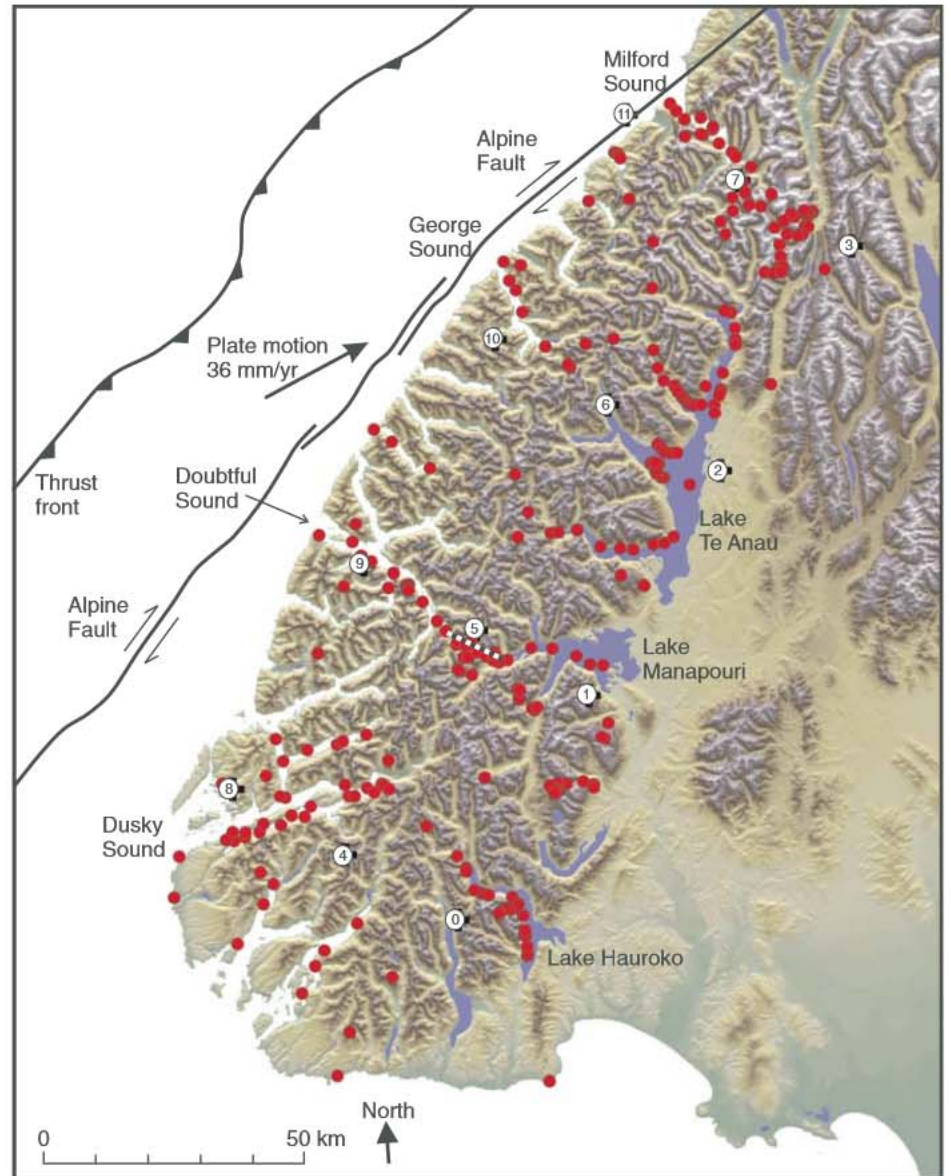 Milford
Sound
11
Alpine
Fault
7
George
Sound
3
Plate motion
36 mm/yr
10
6
Thrust
front
Doubtful
Sound
2
Lake
Te Anau
9
Alpine
Fault
5
Lake
Manapouri
1
8
Dusky
Sound
4
0
Lake Hauroko
North
0
50 km